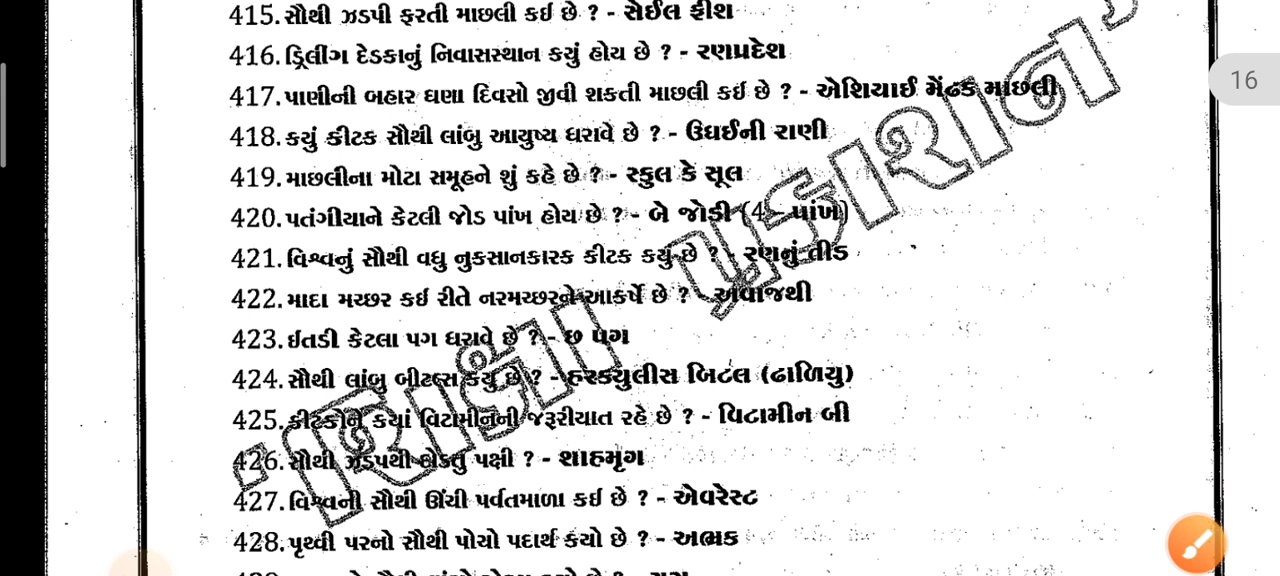 415. સૌથી ઝડપી ફરતી માછલી કઈ છે ? - સેઈલ ફીશ
416. ડ્રિલીંગ દેડકાનું નિવાસસ્થાન કયું હોય છે ? - રણપ્રદેશ
16
417. પાણીની બહાર ઘણા દિવસો જીવી શકતી માછલી કઈ છે ? - એશિયાઈ મેંઢક માછલી
418. કયું કીટક સૌથી લાંબુ આયુષ્ય ધરાવે છે ? - ઉધઈની રાણી
419. માછલીના મોટા સમૂહને શું કહે છે ? - સ્કુલ કે સૂલ
420. પતંગીયાને કેટલી જોડ પાંખ હોય છે ? - બે જોડી (4 - પાંખ)
421. વિશ્વનું સૌથી વધુ નુકસાનકારક કીટક કયું છે ? રણનું તીડ
422. માદા મચ્છર કઈ રીતે નરમચ્છરને આકર્ષે છે ? - અવાજથી
423. ઈતડી કેટલા પગ ધરાવે છે ? - છ પગ
424. સૌથી લાંબુ બીટલ્સ કયુ છે ? - હરક્યુલીસ બિટલ (ઢાળિયુ)
425. કીટકોને કયાં વિટામીનની જરૂરીયાત રહે છે ? - વિટામીન બી
426. સૌથી ઝડપથી દોડતુ પક્ષી ? - શાહમૃગ
427. વિશ્વની સૌથી ઊંચી પર્વતમાળા કઈ છે ? - એવરેસ્ટ
428. પૃથ્વી પરનો સૌથી પોચો પદાર્થ કયો છે ? - અભ્રક
પ્રકાશન